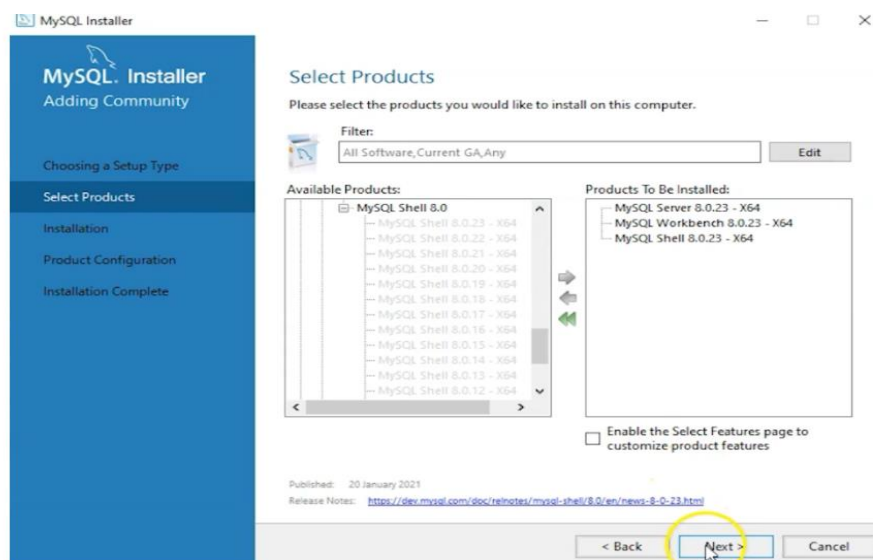 MySQL Installer
MySQL. Installer
Adding Community
Choosing a Setup Type
Select Products
Installation
Product Configuration
Installation Complete
Select Products
Please select the products you would like to install on this computer.
Filter:
All Software,Current GA,Any
Edit
Available Products:
MySQL Shell 8.0
MySQL Shell 8.0.23 - X64
MySQL Shell 8.0.22 - X64
MySQL Shell 8.0.21 - X64
MySQL Shell 8.0.20 - X64
MySQL Shell 8.0.19 - X64
MySQL Shell 8.0.18 - X64
MySQL Shell 8.0.17 - X64
MySQL Shell 8.0.16 - X64
MySQL Shell 8.0.15 - X64
MySQL Shell 8.0.14 - X64
MySQL Shell 8.0.13 - X64
MySQL Shell 8.0.12 - X64
Products To Be Installed:
MySQL Server 8.0.23 - X64
MySQL Workbench 8.0.23 - X64
MySQL Shell 8.0.23 - X64
Enable the Select Features page to
customize product features
Published: 20 January 2021
Release Notes: https://dev.mysql.com/doc/relnotes/mysql-shell/8.0/en/news-8-0-23.html
< Back
Next >
Cancel